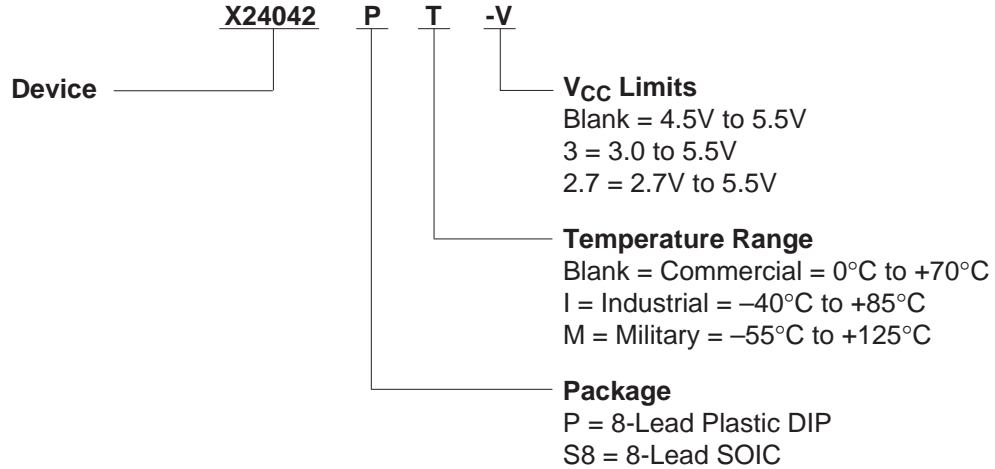 X24042 P T -V
Device
VCC Limits
Blank = 4.5V to 5.5V
3 = 3.0 to 5.5V
2.7 = 2.7V to 5.5V
Temperature Range
Blank = Commercial = 0°C to +70°C
I = Industrial = –40°C to +85°C
M = Military = –55°C to +125°C
Package
P = 8-Lead Plastic DIP
S8 = 8-Lead SOIC